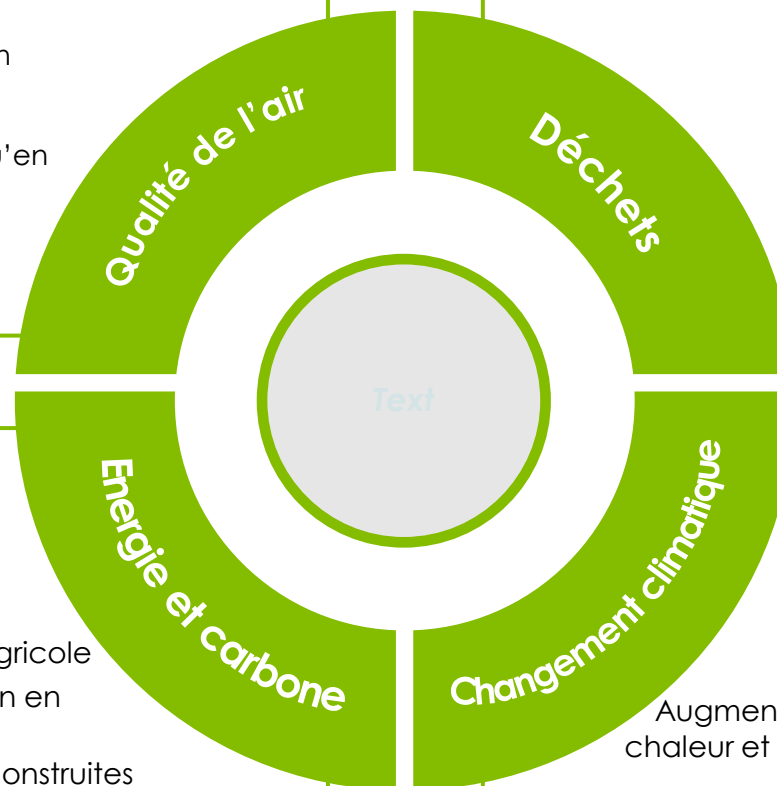 n
u'en
Qualité de l'air
Déchets
Text
Energie et carbone
Changement climatique
gricole
n en
onstruites
Augmen
chaleur et